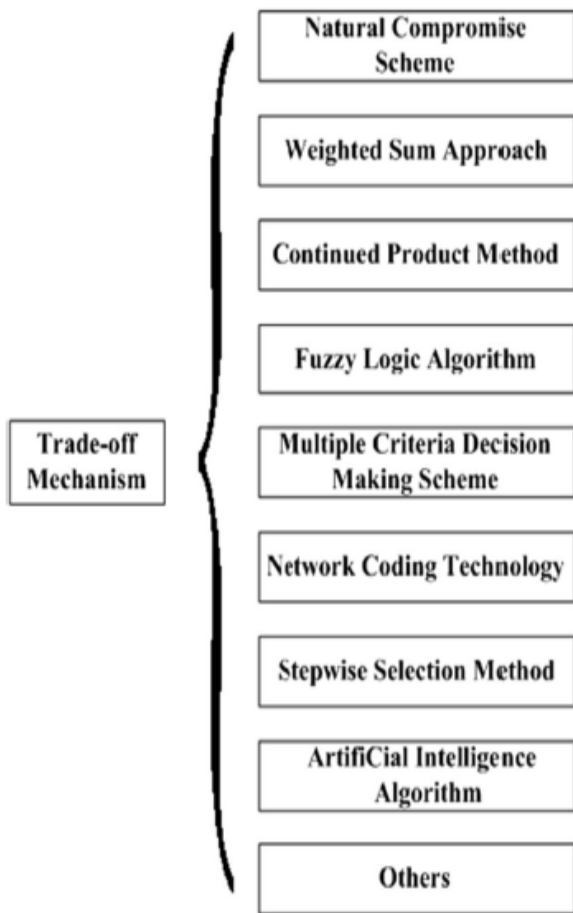 Natural Compromise
Scheme
Weighted Sum Approach
Continued Product Method
Fuzzy Logic Algorithm
Trade-off
Mechanism
Multiple Criteria Decision
Making Scheme
Network Coding Technology
Stepwise Selection Method
ArtifiCial Intelligence
Algorithm
Others